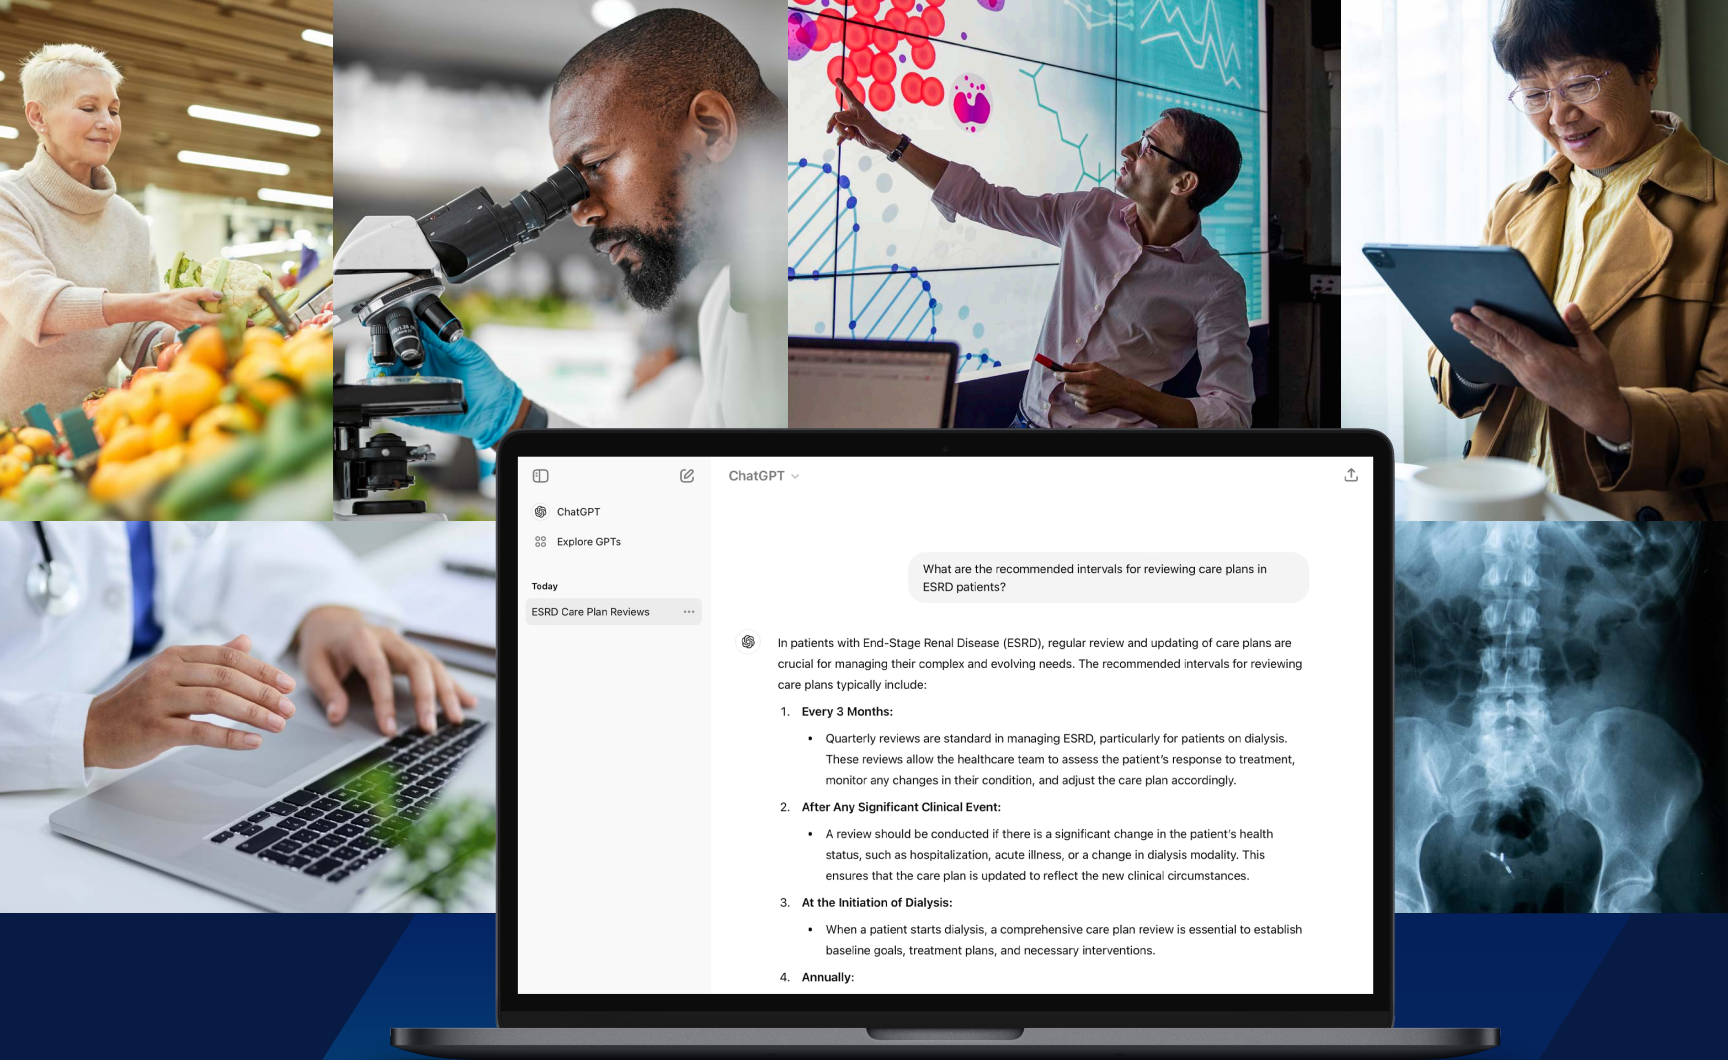 ChatGPT
ChatGPT
Explore GPTs
Today
ESRD Care Plan Reviews
What are the recommended intervals for reviewing care plans in
ESRD patients?
In patients with End-Stage Renal Disease (ESRD), regular review and updating of care plans are
crucial for managing their complex and evolving needs. The recommended intervals for reviewing
care plans typically include:
1. Every 3 Months:
• Quarterly reviews are standard in managing ESRD, particularly for patients on dialysis.
These reviews allow the healthcare team to assess the patient's response to treatment,
monitor any changes in their condition, and adjust the care plan accordingly.
2. After Any Significant Clinical Event:
• A review should be conducted if there is a significant change in the patient's health
status, such as hospitalization, acute illness, or a change in dialysis modality. This
ensures that the care plan is updated to reflect the new clinical circumstances.
3. At the Initiation of Dialysis:
• When a patient starts dialysis, a comprehensive care plan review is essential to establish
baseline goals, treatment plans, and necessary interventions.
4. Annually: